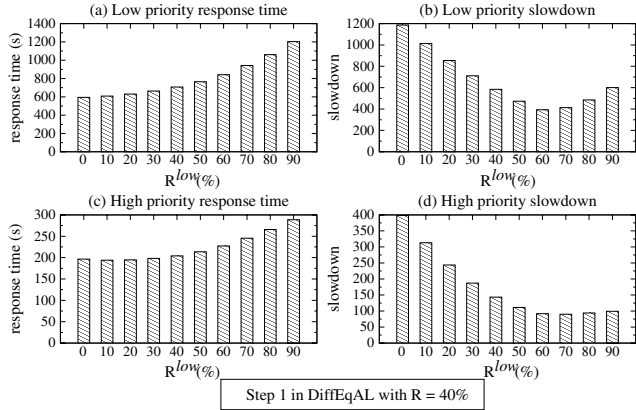 (a) Low priority response time
response time (s)
1400
1200
1000
800
600
400
200
0
0 10 20 30 40 50 60 70 80 90
R^low(%)
(b) Low priority slowdown
slowdown
1200
1000
800
600
400
200
0
0 10 20 30 40 50 60 70 80 90
R^low(%)
(c) High priority response time
response time (s)
300
250
200
150
100
50
0
0 10 20 30 40 50 60 70 80 90
R^low(%)
(d) High priority slowdown
slowdown
400
350
300
250
200
150
100
50
0
0 10 20 30 40 50 60 70 80 90
R^low(%)
Step 1 in DiffEqAL with R = 40%